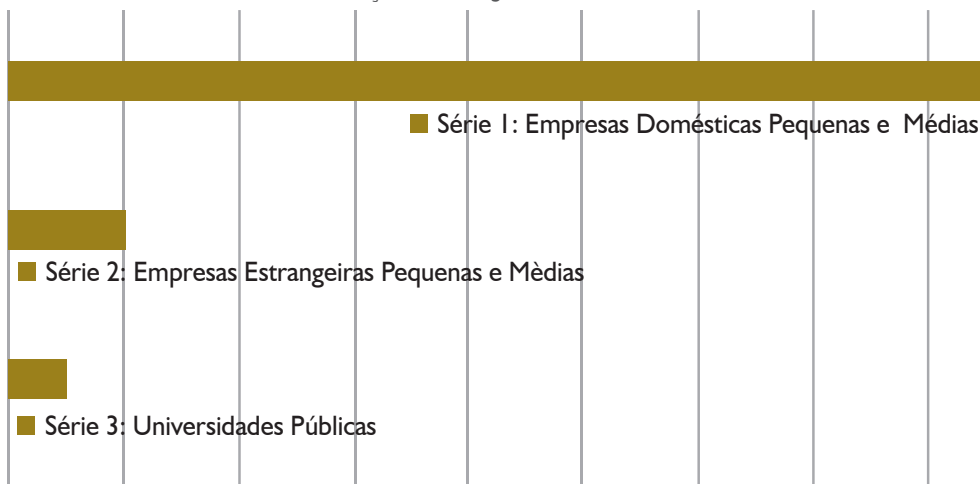 Série 1: Empresas Domésticas Pequenas e Médias
Série 2: Empresas Estrangeiras Pequenas e Mèdias
Série 3: Universidades Públicas